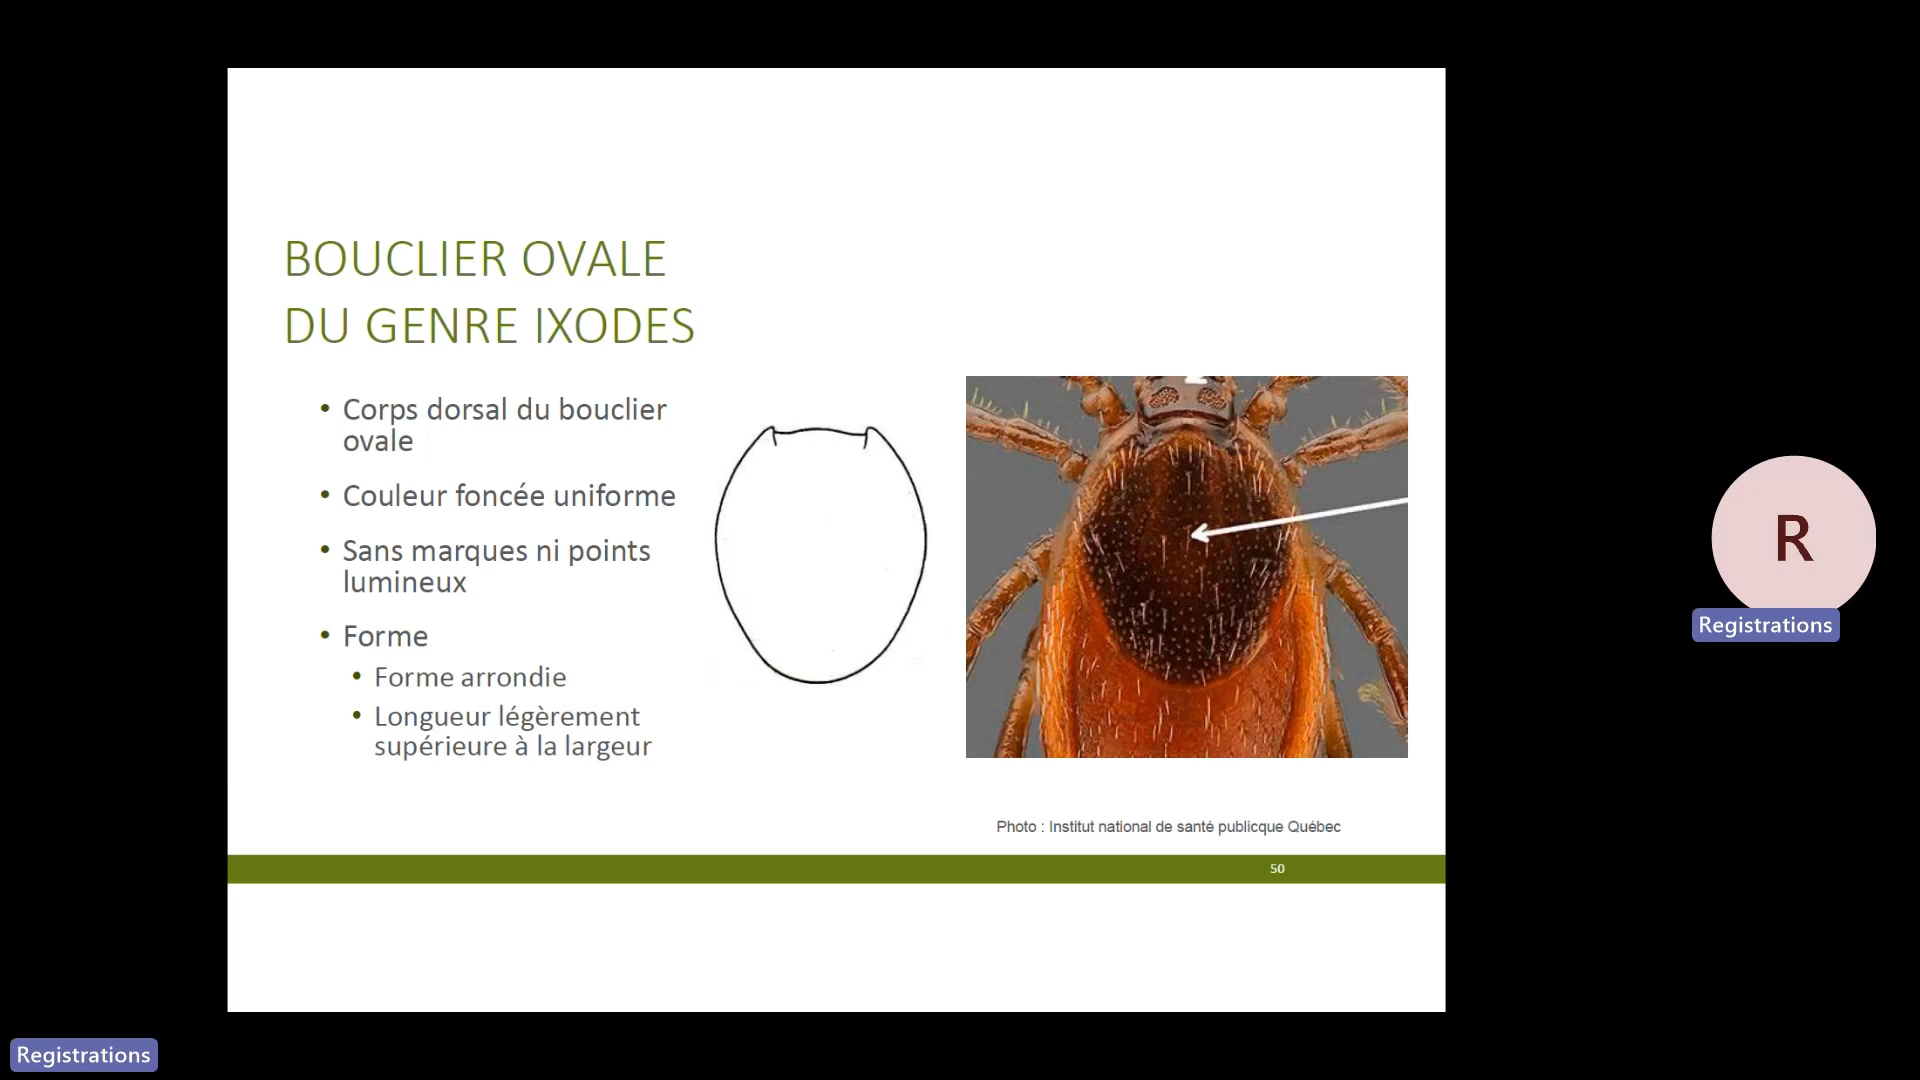 BOUCLIER OVALE
DU GENRE IXODES
• Corps dorsal du bouclier
ovale
• Couleur foncée uniforme
• Sans marques ni points
lumineux
• Forme
• Forme arrondie
• Longueur légèrement
supérieure à la largeur
Photo : Institut national de santé publicque Québec
50
R
Registrations
Registrations